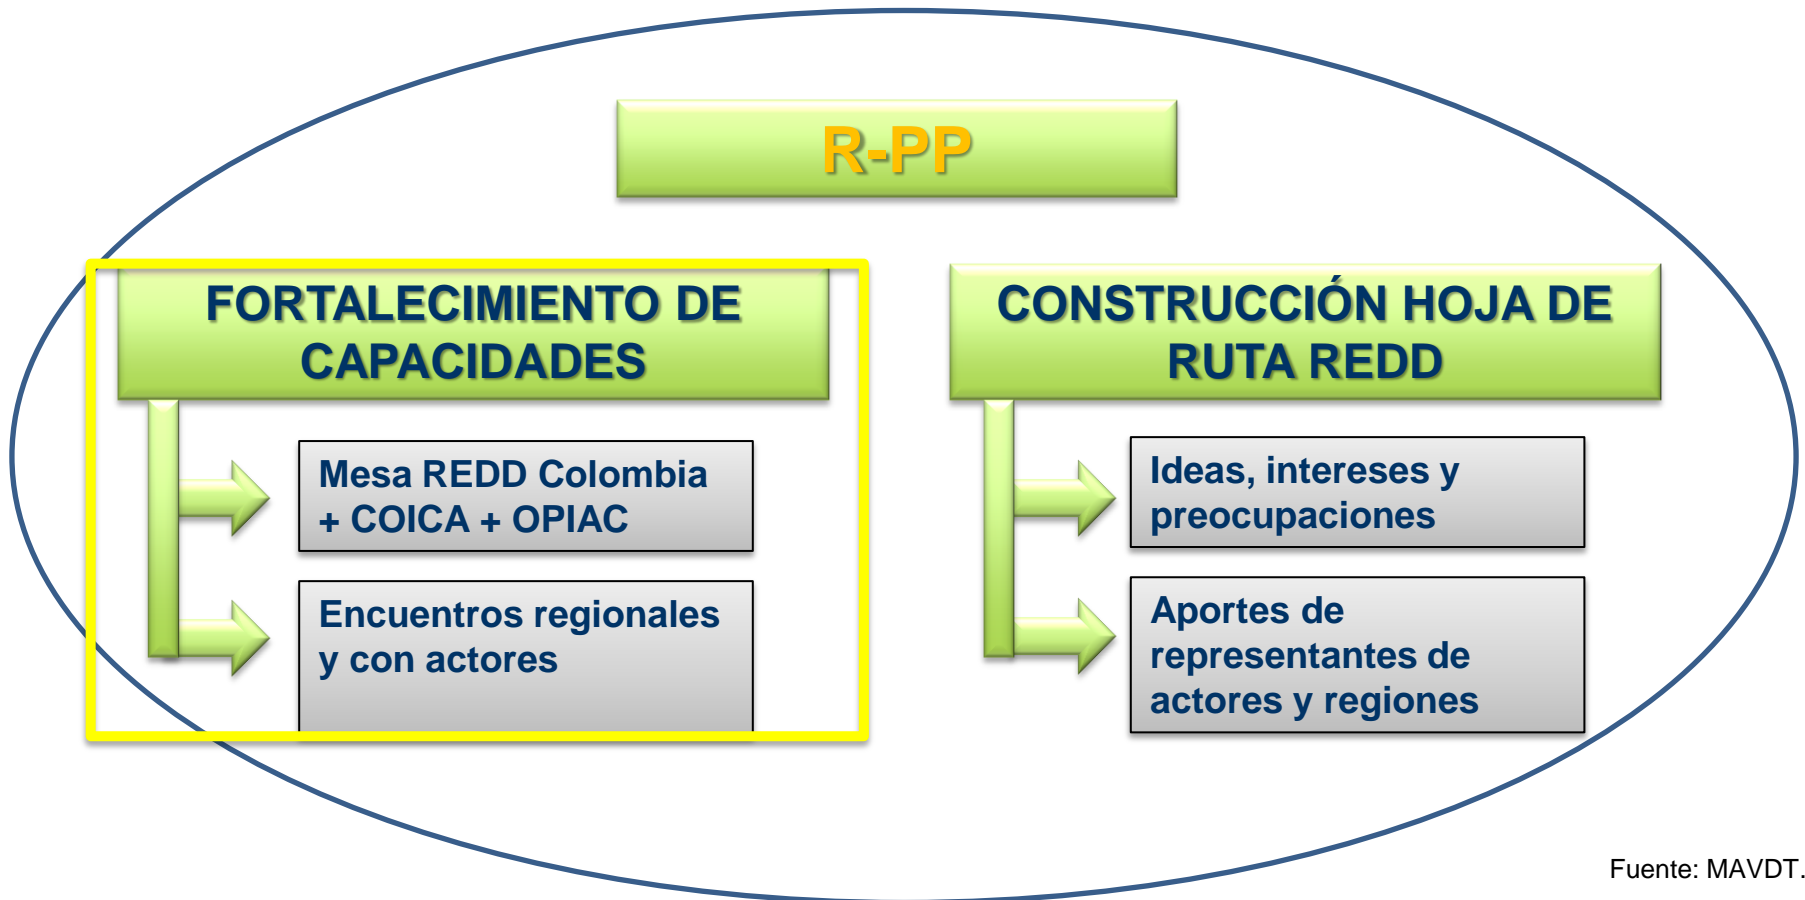 R-PP
FORTALECIMIENTO DE
CAPACIDADES
Mesa REDD Colombia
+ COICA + OPIAC
Encuentros regionales
y con actores
CONSTRUCCIÓN HOJA DE
RUTA REDD
Ideas, intereses y
preocupaciones
Aportes de
representantes de
actores y regiones
Fuente: MAVDT.